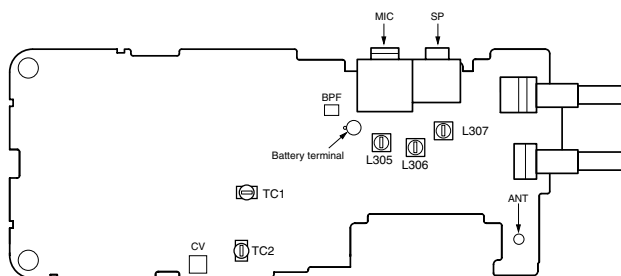 MIC
SP
BPF
Battery terminal
L305
L306
L307
TC1
TC2
CV
ANT